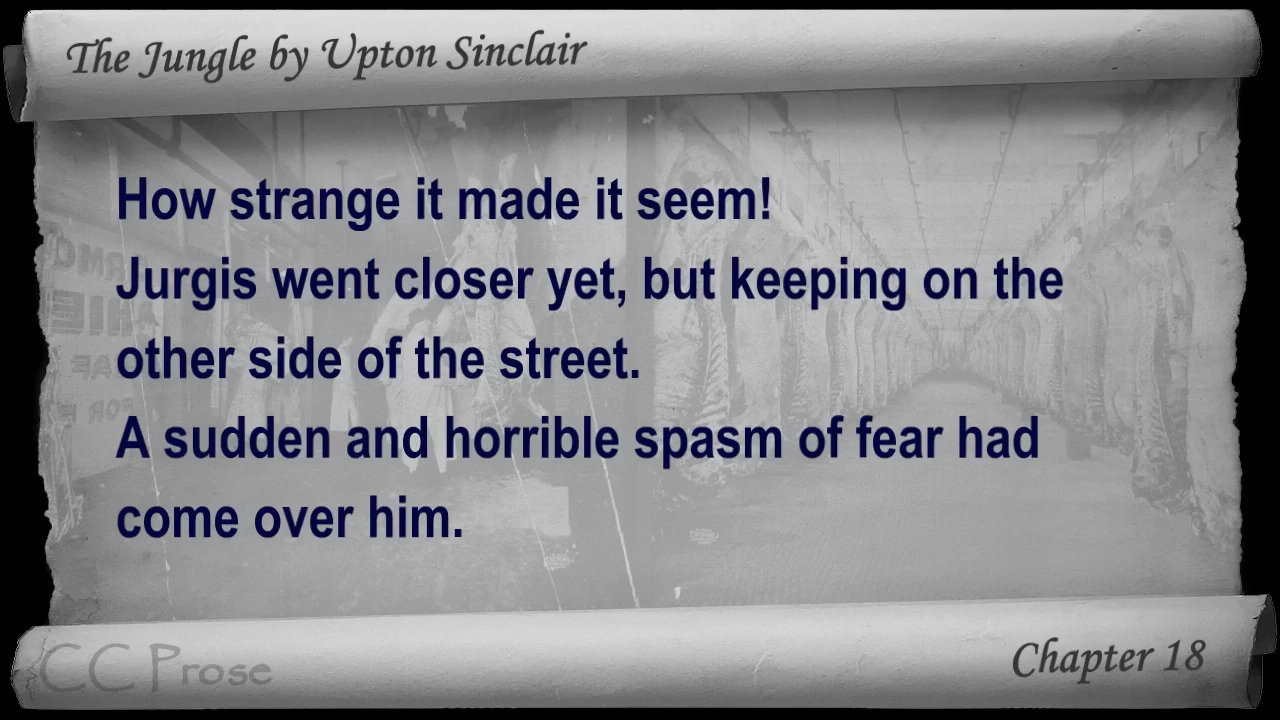 The Jungle by Upton Sinclair
How strange it made it seem!
Jurgis went closer yet, but keeping on the
other side of the street.
A sudden and horrible spasm of fear had
come over him.
CC Prose
Chapter 18